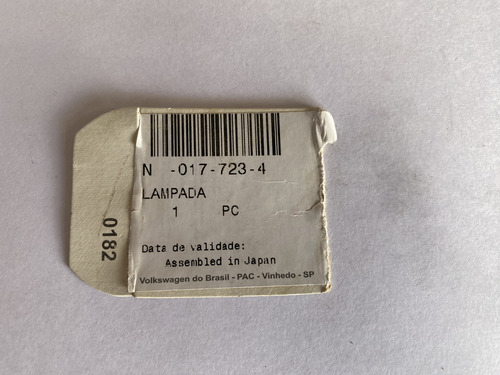 N -017-723-4
LAMPADA
1 PC
Data de validade:
Assembled in Japan
Volkswagen do Brasil - PAC - Vinhedo - SP
0182